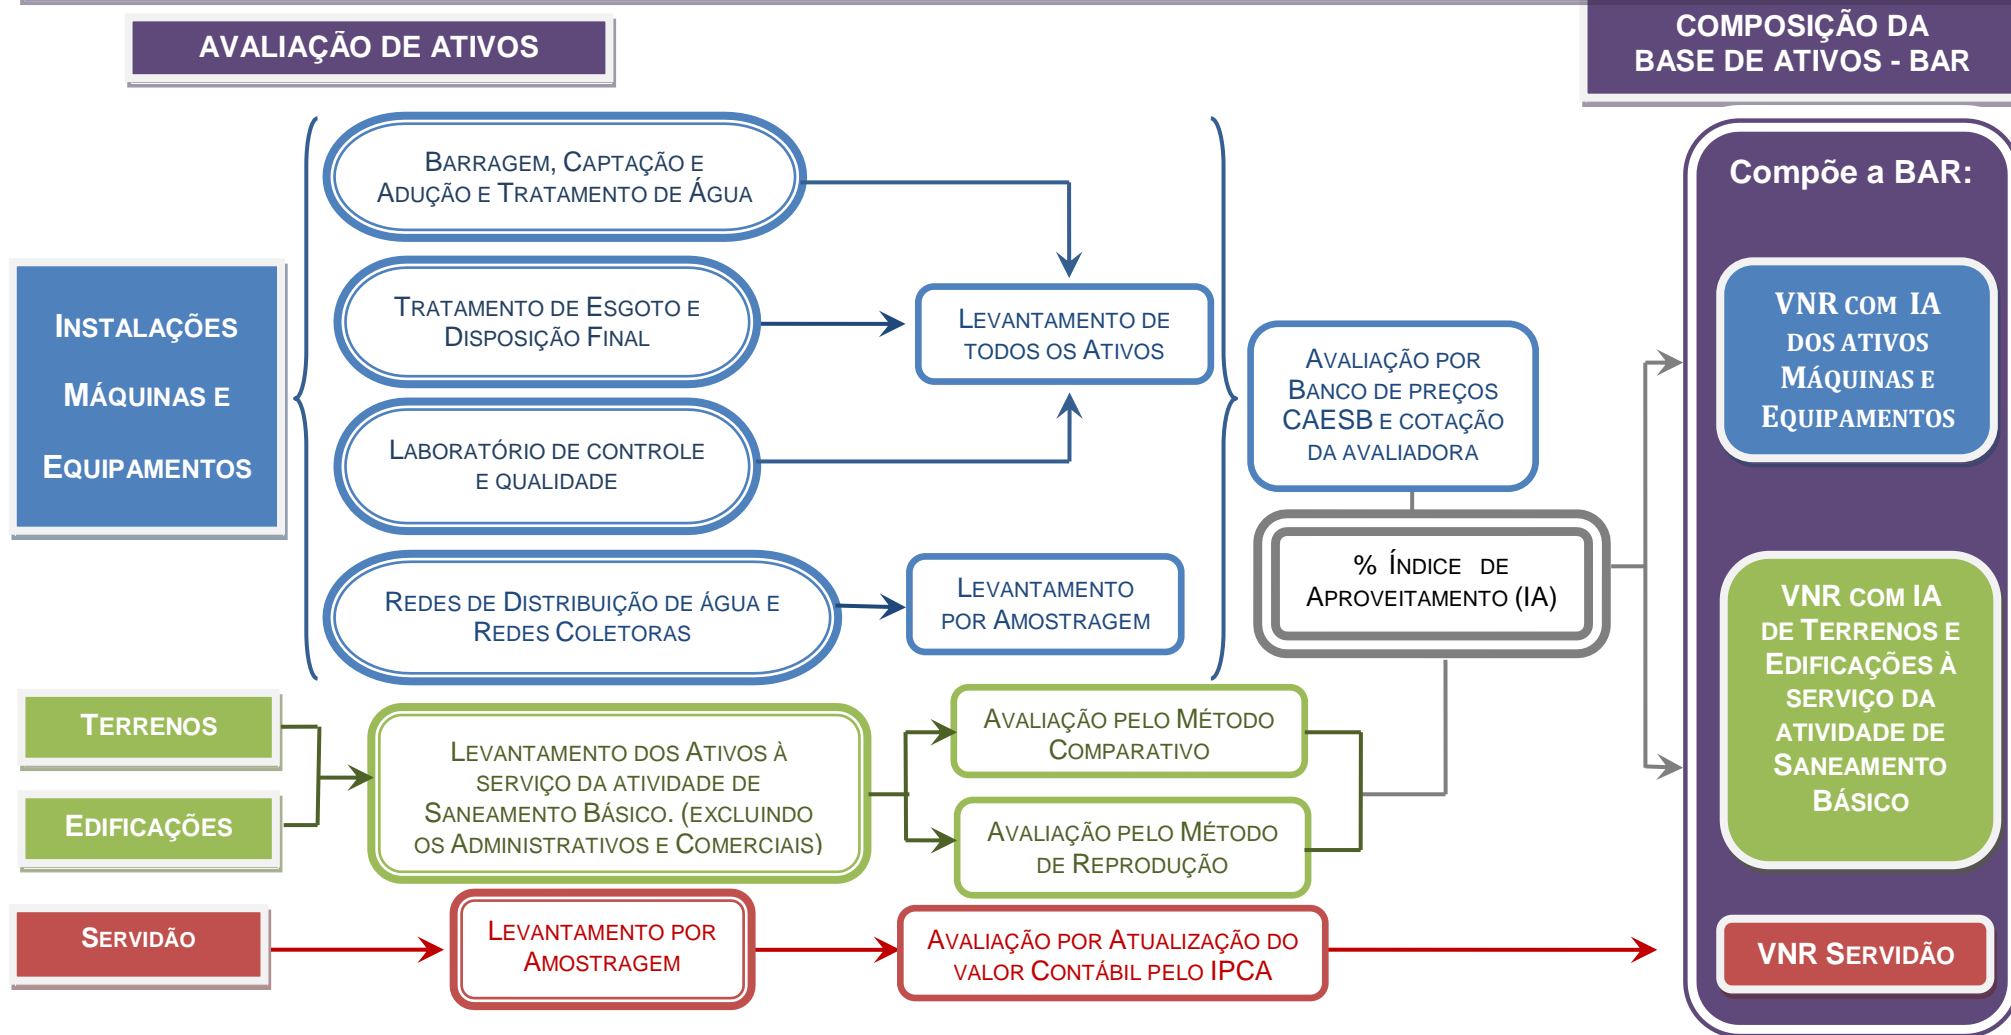 AVALIAÇÃO DE ATIVOS
COMPOSIÇÃO DA
BASE DE ATIVOS - BAR
INSTALAÇÕES
MÁQUINAS E
EQUIPAMENTOS
BARRAGEM, CAPTAÇÃO E
ADUÇÃO E TRATAMENTO DE ÁGUA
TRATAMENTO DE ESGOTO E
DISPOSIÇÃO FINAL
LABORATÓRIO DE CONTROLE
E QUALIDADE
REDES DE DISTRIBUIÇÃO DE ÁGUA E
REDES COLETORAS
LEVANTAMENTO DE
TODOS OS ATIVOS
LEVANTAMENTO
POR AMOSTRAGEM
AVALIAÇÃO POR
BANCO DE PREÇOS
CAESB E COTAÇÃO
DA AVALIADORA
% ÍNDICE DE
APROVEITAMENTO (IA)
TERRENOS
EDIFICAÇÕES
LEVANTAMENTO DOS ATIVOS À
SERVIÇO DA ATIVIDADE DE
SANEAMENTO BÁSICO. (EXCLUINDO
OS ADMINISTRATIVOS E COMERCIAIS)
AVALIAÇÃO PELO MÉTODO
COMPARATIVO
AVALIAÇÃO PELO MÉTODO
DE REPRODUÇÃO
SERVIDÃO
LEVANTAMENTO POR
AMOSTRAGEM
AVALIAÇÃO POR ATUALIZAÇÃO DO
VALOR CONTÁBIL PELO IPCA
Compõe a BAR:
VNR COM IA
DOS ATIVOS
MÁQUINAS E
EQUIPAMENTOS
VNR COM IA
DE TERRENOS E
EDIFICAÇÕES À
SERVIÇO DA
ATIVIDADE DE
SANEAMENTO
BÁSICO
VNR SERVIDÃO